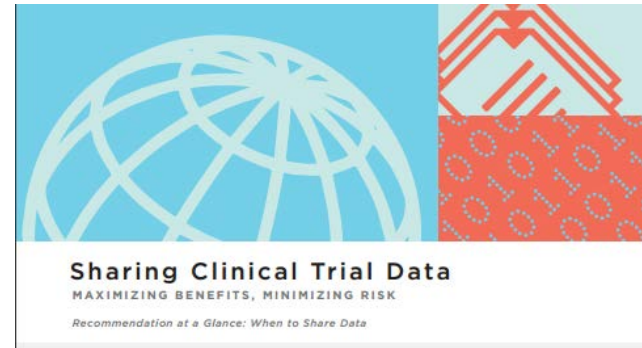 Sharing Clinical Trial Data
MAXIMIZING BENEFITS, MINIMIZING RISK
Recommendation at a Glance: When to Share Data